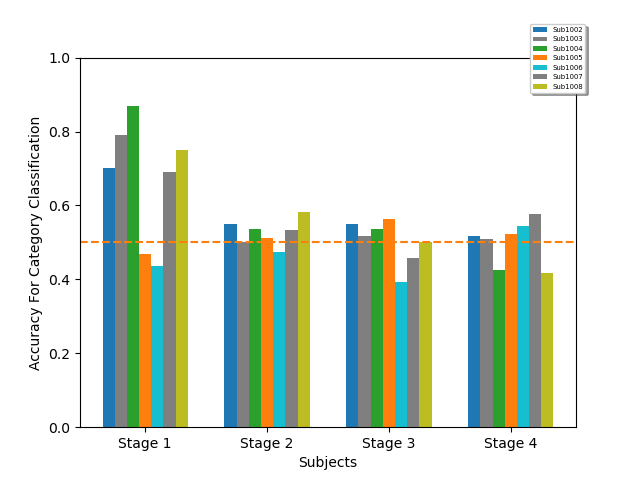 Sub1002
Sub1003
Sub1004
Sub1005
Sub1006
Sub1007
Sub1008
1.0
0.8
0.6
0.4
0.2
0.0
Accuracy For Category Classification
Stage 1 Stage 2 Stage 3 Stage 4
Subjects